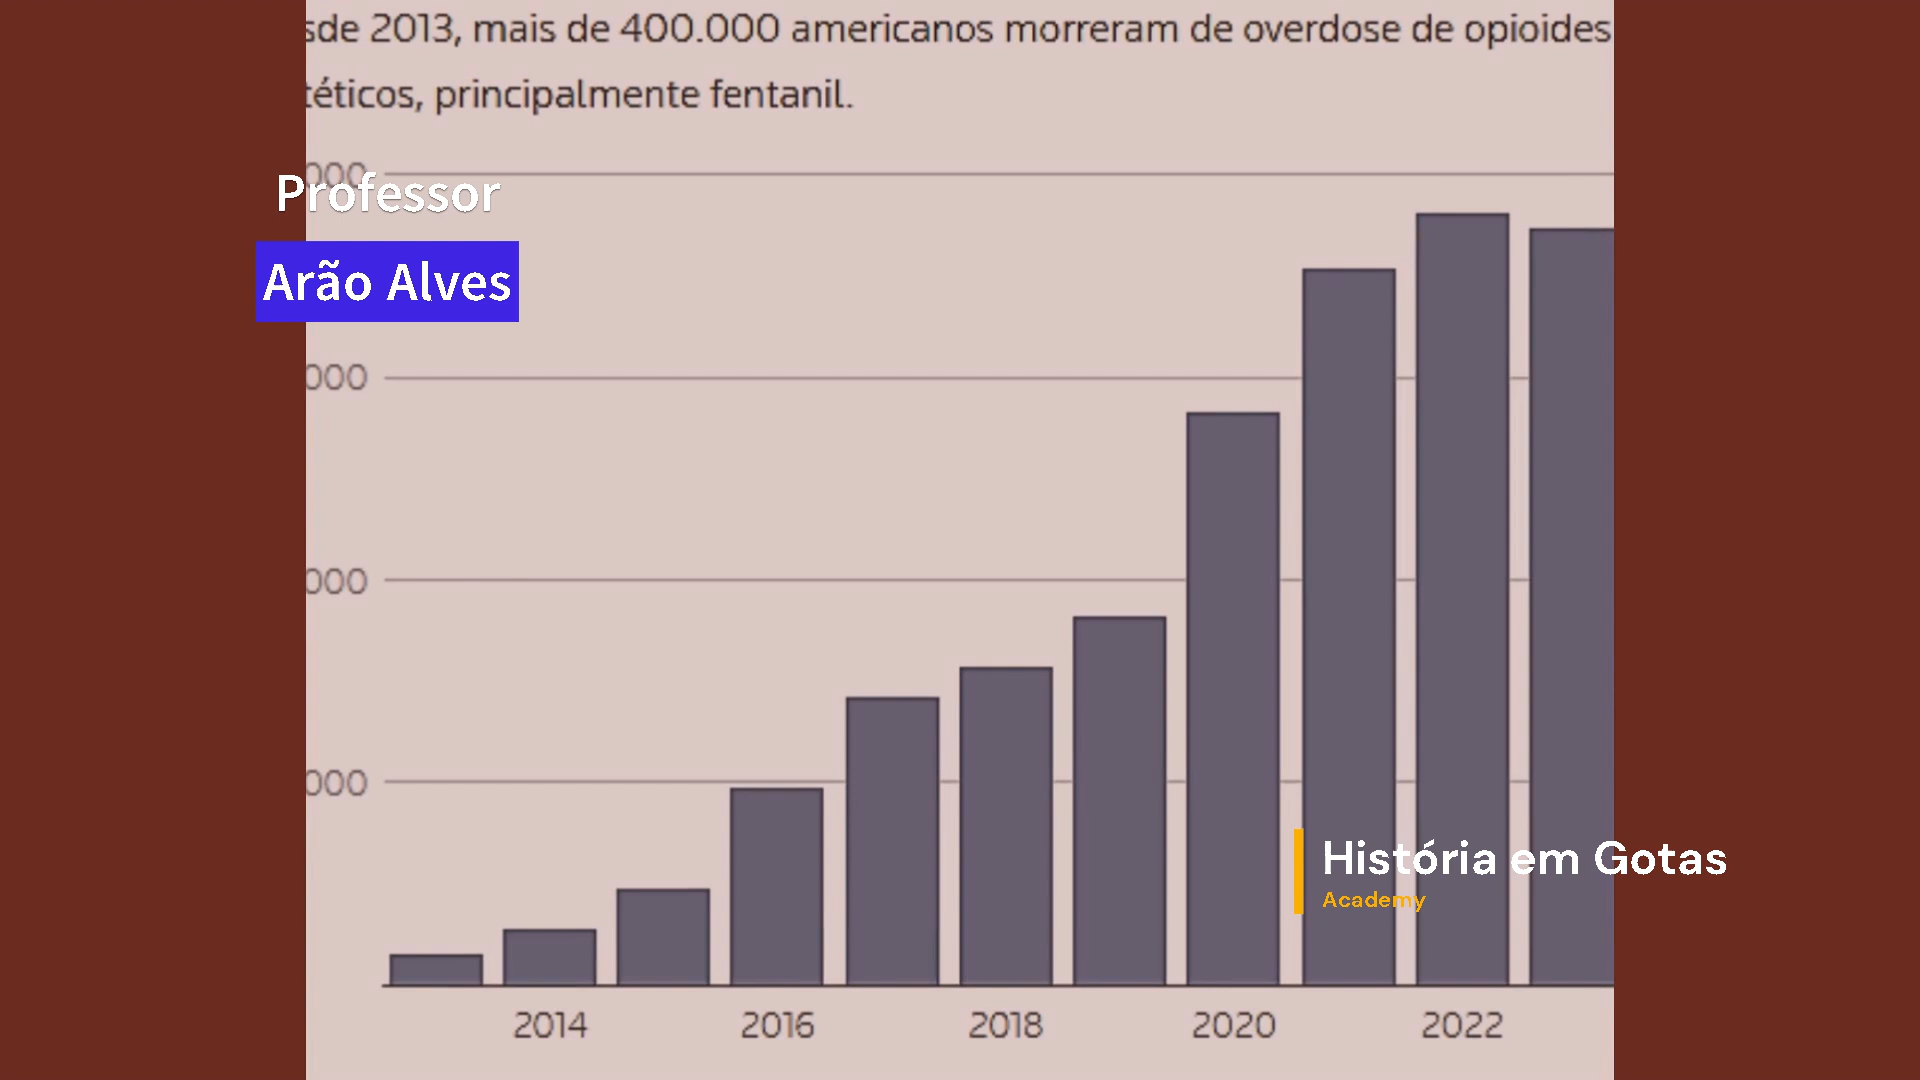 sde 2013, mais de 400.000 americanos morreram de overdose de opioides
téticos, principalmente fentanil.
000
Professor
Arão Alves
000
000
000
História em Gotas
Academy
2014 2016 2018 2020 2022